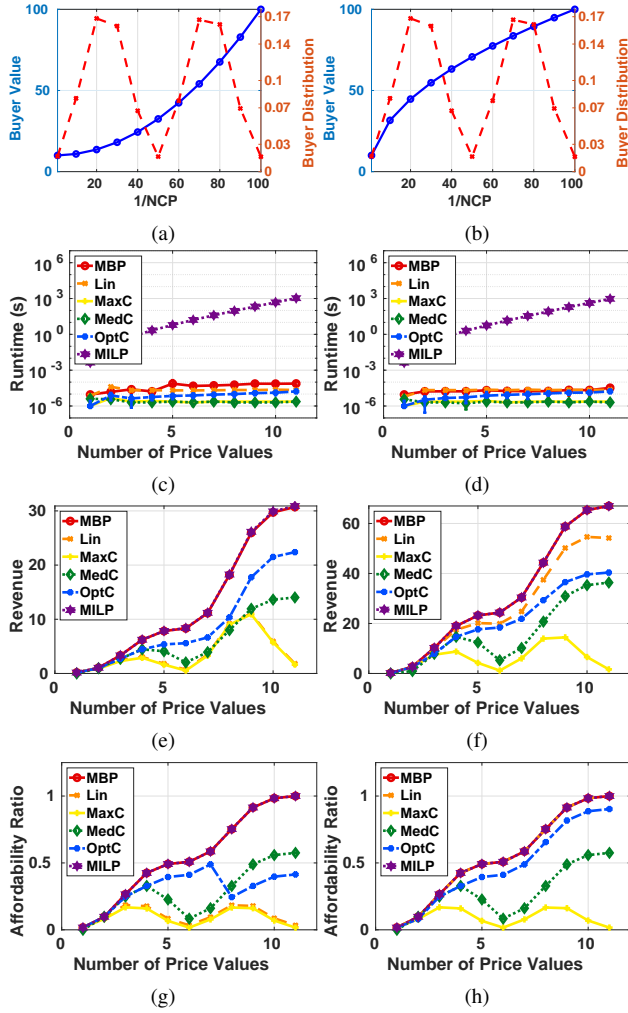 100
50
0
Buyer Value
20 40 60 80 100
1/NCP
0.17
0.14
0.1
0.07
0.03
0
Buyer Distribution
(a)
100
50
0
Buyer Value
20 40 60 80 100
1/NCP
0.17
0.14
0.1
0.07
0.03
0
Buyer Distribution
(b)
10^6
10^3
10^0
10^-3
10^-6
Runtime (s)
MBP
Lin
MaxC
MedC
OptC
MILP
0 5 10
Number of Price Values
(c)
10^6
10^3
10^0
10^-3
10^-6
Runtime (s)
MBP
Lin
MaxC
MedC
OptC
MILP
0 5 10
Number of Price Values
(d)
30
20
10
0
Revenue
MBP
Lin
MaxC
MedC
OptC
MILP
0 5 10
Number of Price Values
(e)
60
40
20
0
Revenue
MBP
Lin
MaxC
MedC
OptC
MILP
0 5 10
Number of Price Values
(f)
1
0.5
0
Affordability Ratio
MBP
Lin
MaxC
MedC
OptC
MILP
0 5 10
Number of Price Values
(g)
1
0.5
0
Affordability Ratio
MBP
Lin
MaxC
MedC
OptC
MILP
0 5 10
Number of Price Values
(h)